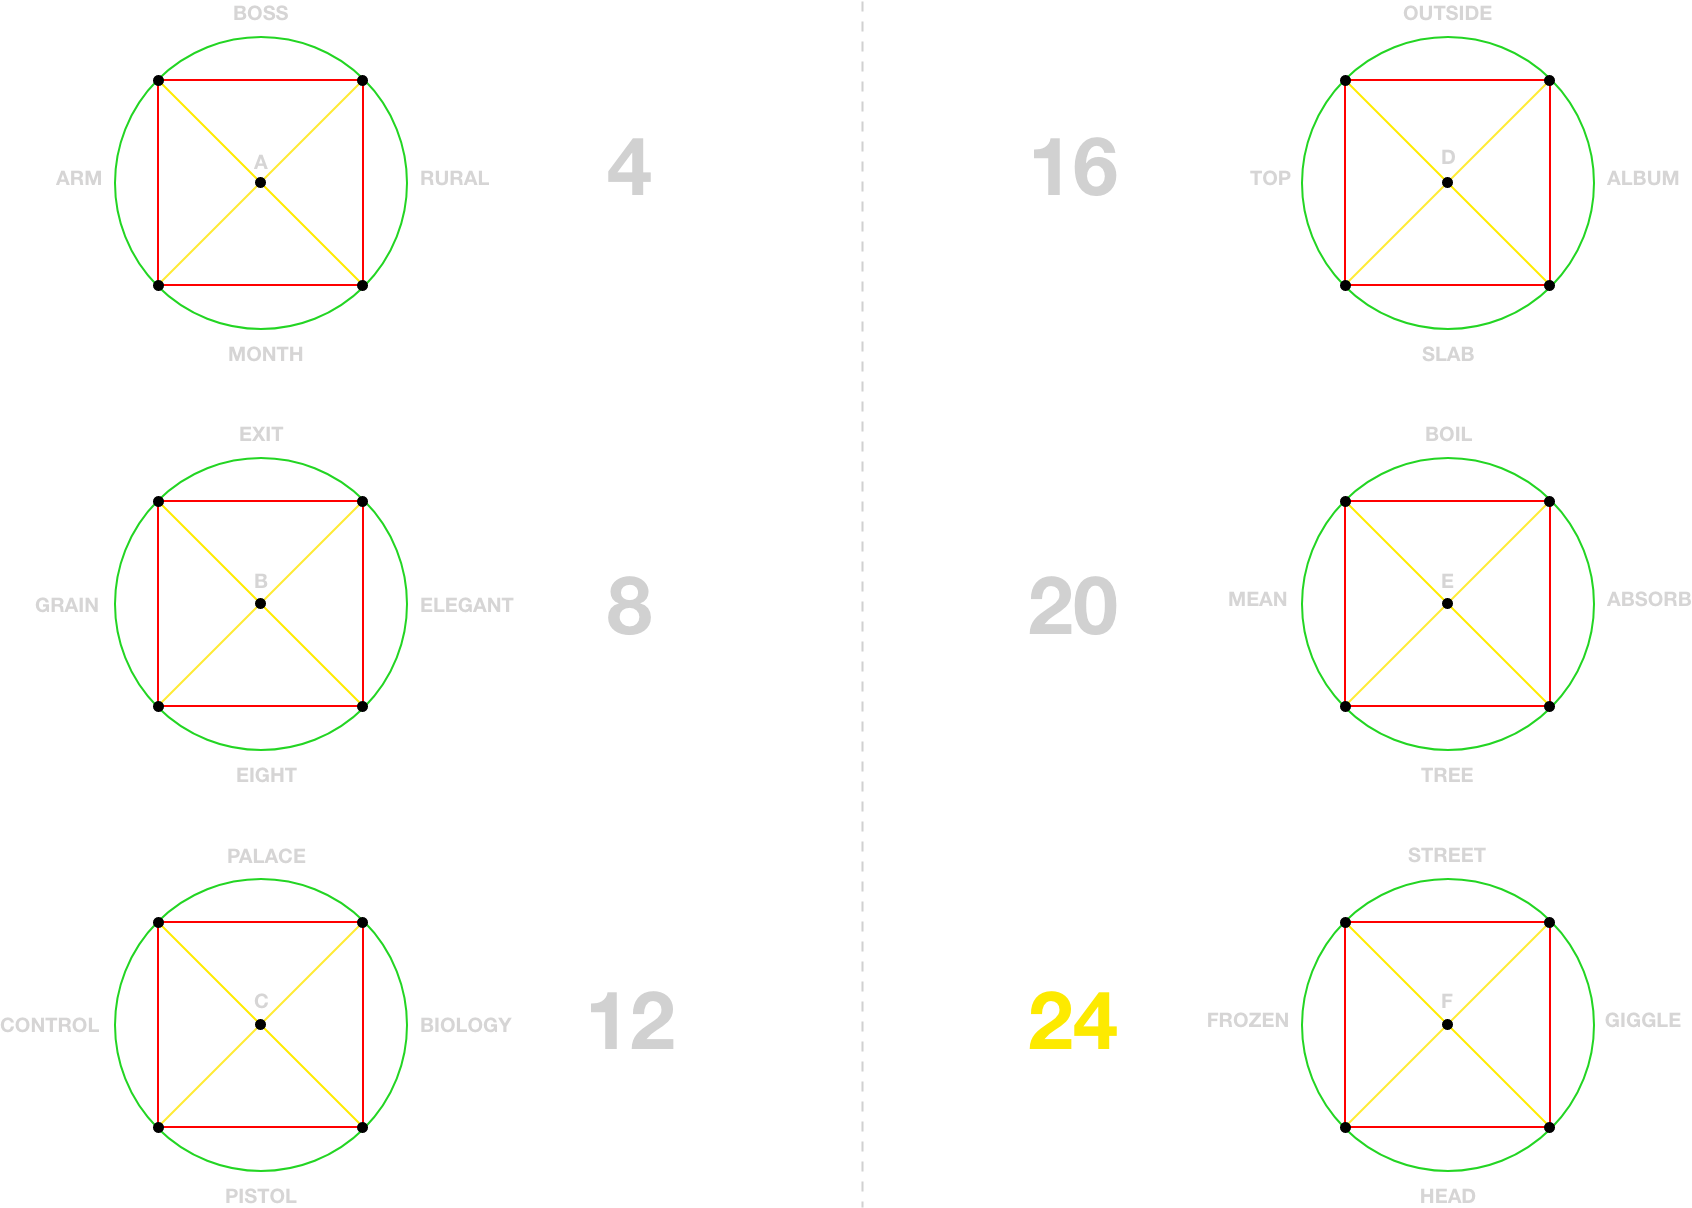 BOSS
A
ARM
RURAL
4
MONTH
EXIT
B
GRAIN
ELEGANT
8
EIGHT
PALACE
C
CONTROL
BIOLOGY
12
PISTOL
OUTSIDE
16
D
TOP
ALBUM
SLAB
BOIL
20
E
MEAN
ABSORB
TREE
STREET
24
F
FROZEN
GIGGLE
HEAD